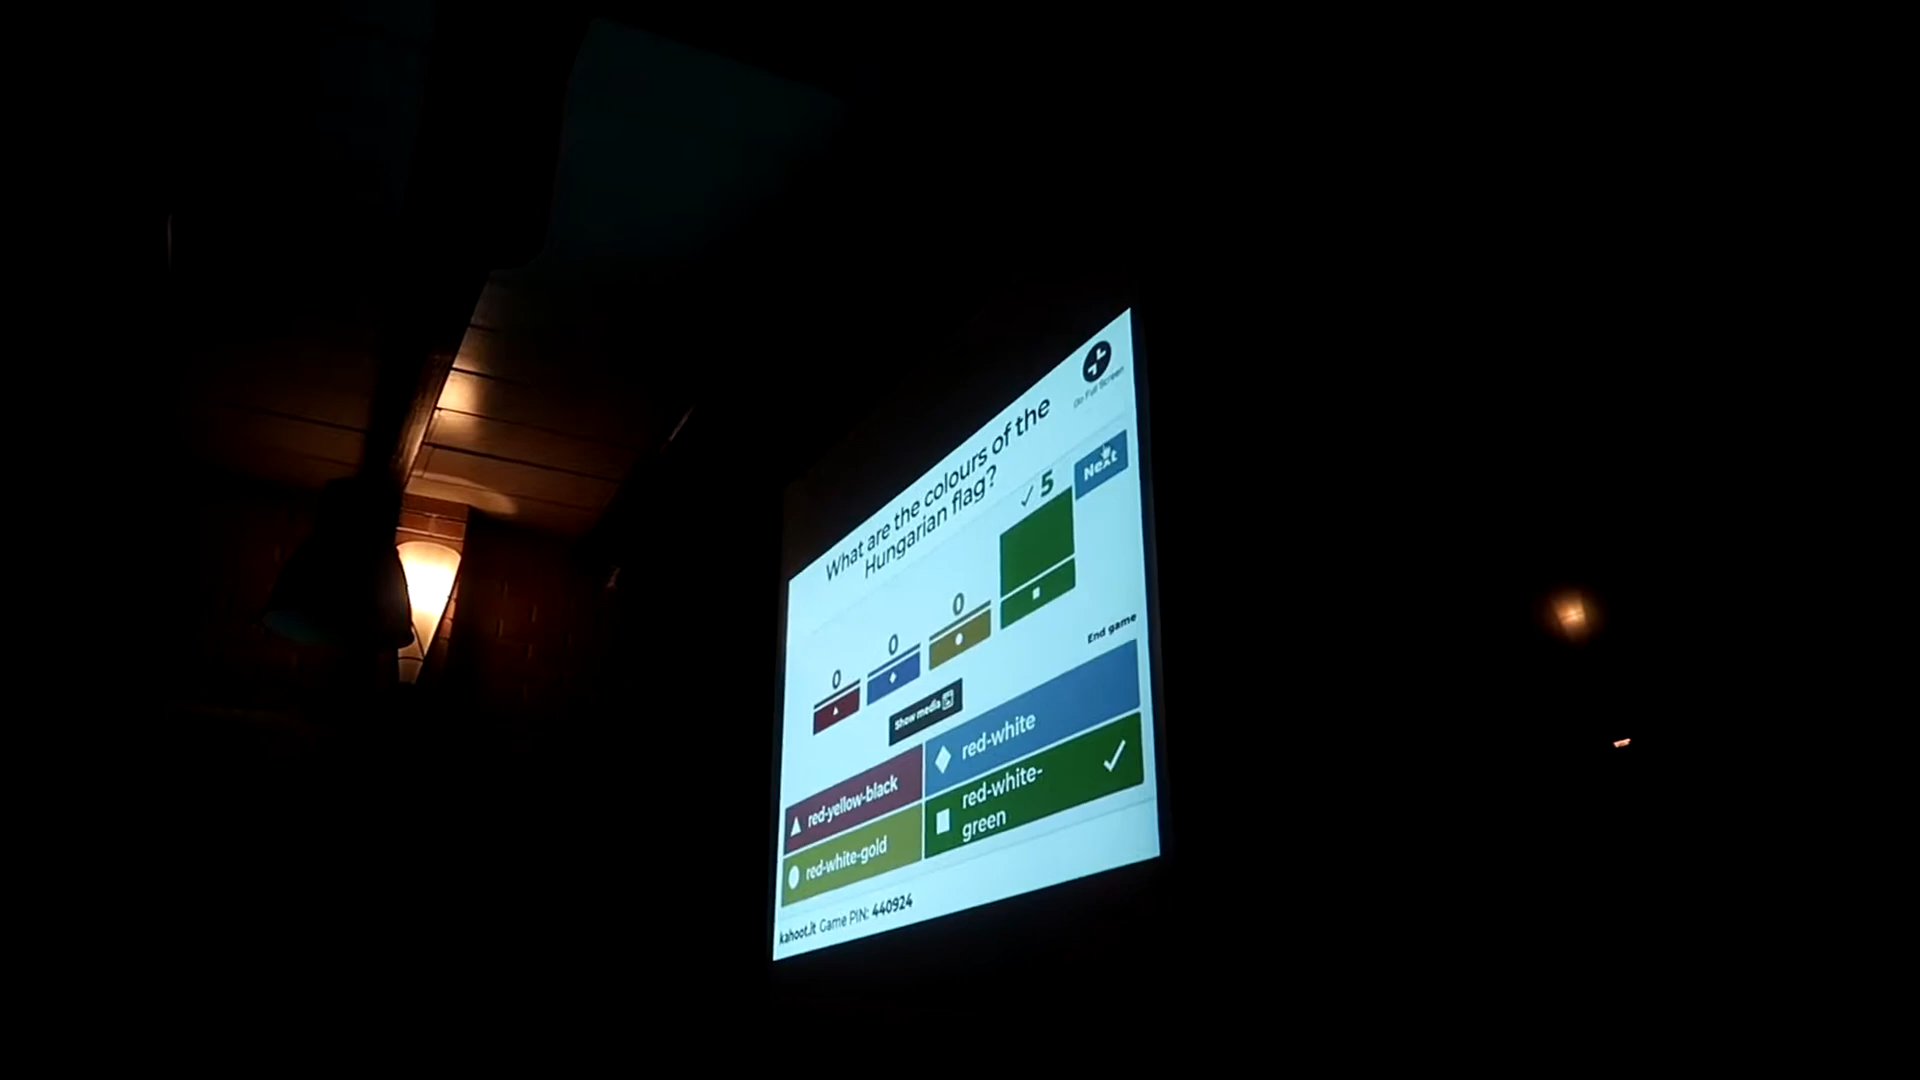 Go Full Screen
What are the colours of the
Hungarian flag?
Next
5
0
0
0
End game
Show media
red-yellow-black
red-white
red-white-gold
red-white-
green
kahoot.it Game PIN: 440924